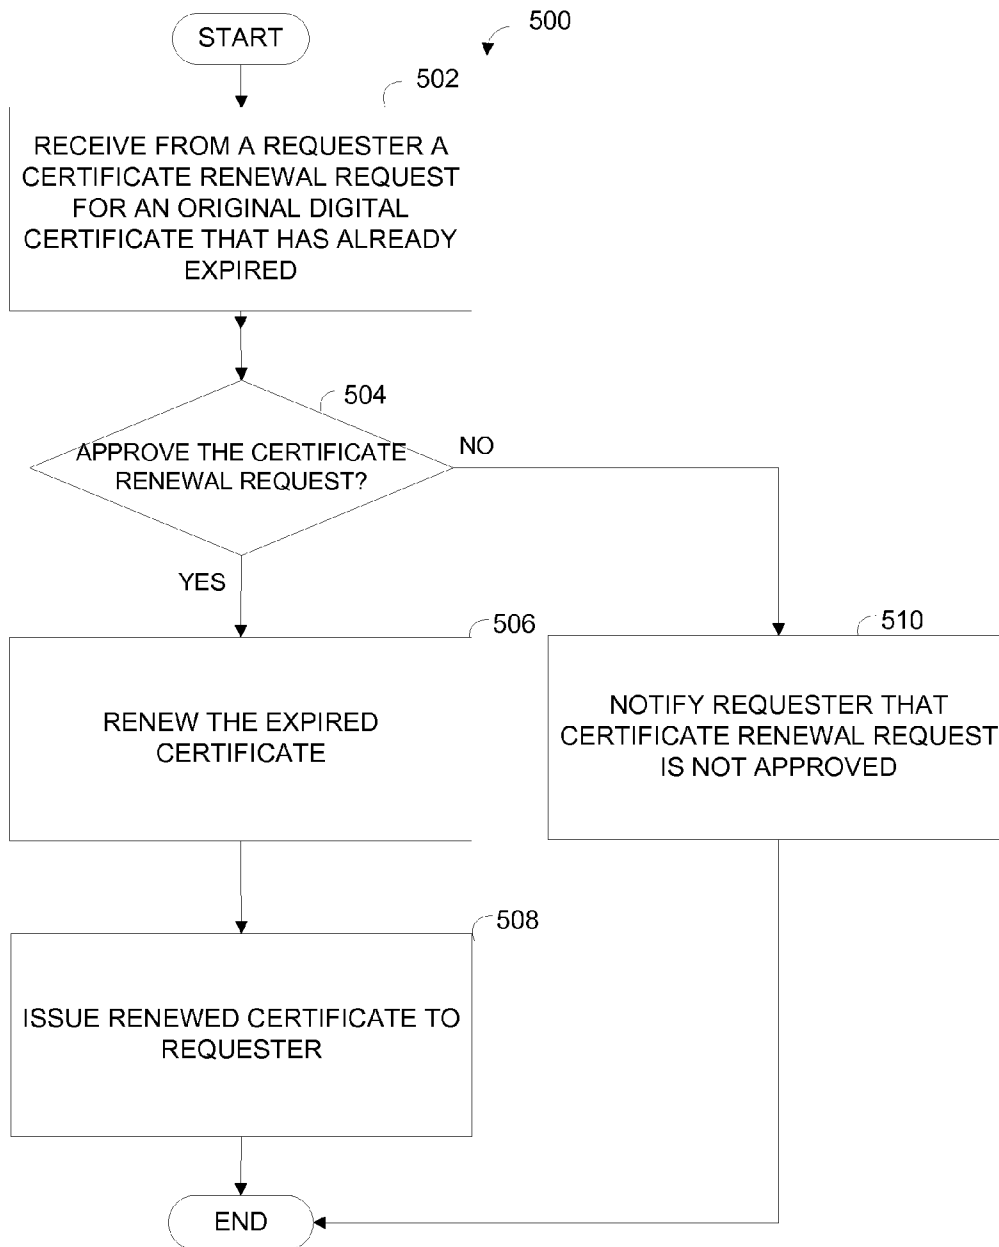 START
500
502
RECEIVE FROM A REQUESTER A
CERTIFICATE RENEWAL REQUEST
FOR AN ORIGINAL DIGITAL
CERTIFICATE THAT HAS ALREADY
EXPIRED
504
APPROVE THE CERTIFICATE
RENEWAL REQUEST?
NO
YES
506
RENEW THE EXPIRED
CERTIFICATE
510
NOTIFY REQUESTER THAT
CERTIFICATE RENEWAL REQUEST
IS NOT APPROVED
508
ISSUE RENEWED CERTIFICATE TO
REQUESTER
END